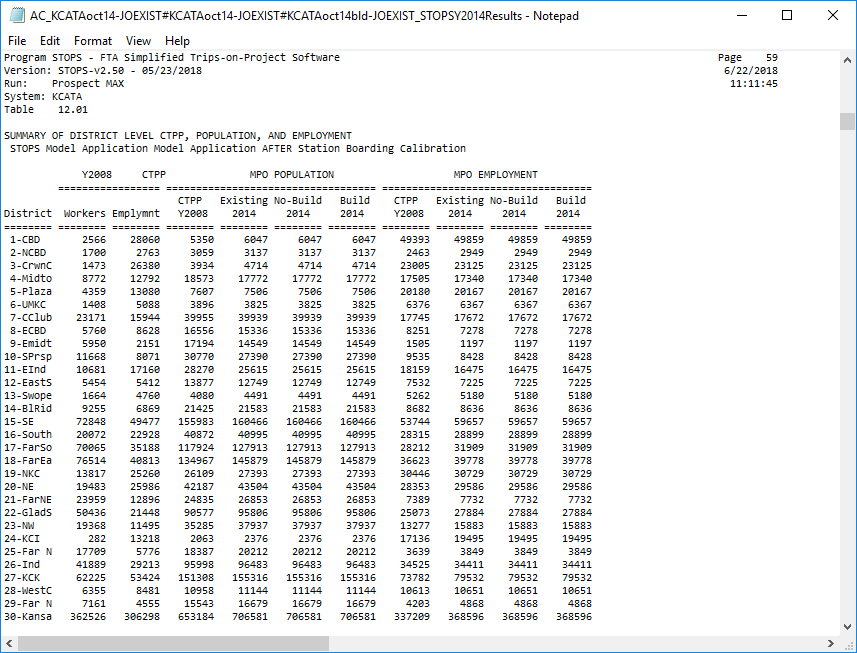 AC_KCATAoct14-JOEXIST#KCATAoct14-JOEXIST#KCATAoct14bld-JOEXIST_STOPSY2014Results - Notepad
File Edit Format View Help
Program STOPS - FTA Simplified Trips-on-Project Software Page 59
Version: STOPS-v2.50 - 05/23/2018 6/22/2018
Run: Prospect MAX 11:11:45
System: KCATA
Table 12.01
SUMMARY OF DISTRICT LEVEL CTPP, POPULATION, AND EMPLOYMENT
STOPS Model Application Model Application AFTER Station Boarding Calibration
Y2008 CTPP MPO POPULATION MPO EMPLOYMENT
================= =================================== ===================================
CTPP Existing No-Build Build CTPP Existing No-Build Build
District Workers Emplymnt Y2008 2014 2014 2014 Y2008 2014 2014 2014
======== ======== ======== ======== ======== ======== ======== ======== ======== ======== ========
1-CBD 2566 28060 5350 6047 6047 6047 49393 49859 49859 49859
2-NCBD 1700 2763 3059 3137 3137 3137 2463 2949 2949 2949
3-CrwnC 1473 26380 3934 4714 4714 4714 23005 23125 23125 23125
4-Midto 8772 12792 18573 17772 17772 17772 17505 17340 17340 17340
5-Plaza 4359 13080 7607 7506 7506 7506 20180 20167 20167 20167
6-UMKC 1408 5088 3896 3825 3825 3825 6376 6367 6367 6367
7-CClub 23171 15944 39955 39939 39939 39939 17745 17672 17672 17672
8-ECBD 5760 8628 16556 15336 15336 15336 8251 7278 7278 7278
9-Emidt 5950 2151 17194 14549 14549 14549 1505 1197 1197 1197
10-SPrsp 11668 8071 30770 27390 27390 27390 9535 8428 8428 8428
11-EInd 10681 17160 28270 25615 25615 25615 18159 16475 16475 16475
12-EastS 5454 5412 13877 12749 12749 12749 7532 7225 7225 7225
13-Swope 1664 4760 4080 4491 4491 4491 5262 5180 5180 5180
14-BlRid 9255 6869 21425 21583 21583 21583 8682 8636 8636 8636
15-SE 72848 49477 155983 160466 160466 160466 53744 59657 59657 59657
16-South 20072 22928 40872 40995 40995 40995 28315 28899 28899 28899
17-FarSo 70065 35188 117924 127913 127913 127913 28212 31909 31909 31909
18-FarEa 76514 40813 134967 145879 145879 145879 36623 39778 39778 39778
19-NKC 13817 25260 26109 27393 27393 27393 30446 30729 30729 30729
20-NE 19483 25986 42187 43504 43504 43504 28353 29586 29586 29586
21-FarNE 23959 12896 24835 26853 26853 26853 7389 7732 7732 7732
22-GladS 50436 21448 90577 95806 95806 95806 25073 27884 27884 27884
23-NW 19368 11495 35285 37937 37937 37937 13277 15883 15883 15883
24-KCI 282 13218 2063 2376 2376 2376 17136 19495 19495 19495
25-Far N 17709 5776 18387 20212 20212 20212 3639 3849 3849 3849
26-Ind 41889 29213 95998 96483 96483 96483 34525 34411 34411 34411
27-KCK 62225 53424 151308 155316 155316 155316 73782 79532 79532 79532
28-WestC 6355 8481 10958 11144 11144 11144 10613 10651 10651 10651
29-Far N 7161 4555 15543 16679 16679 16679 4203 4868 4868 4868
30-Kansa 362526 306298 653184 706581 706581 706581 337209 368596 368596 368596